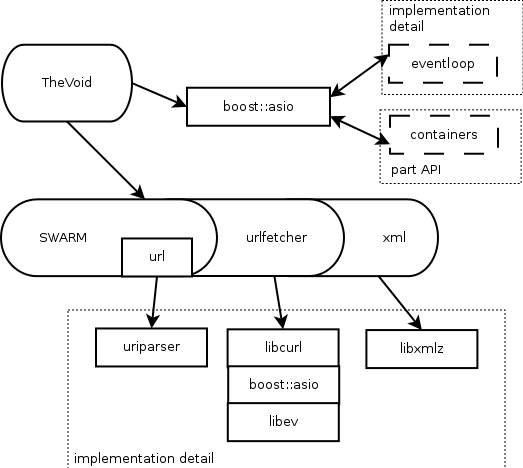 implementation
detail
eventloop
TheVoid
boost::asio
containers
part API
SWARM
urlfetcher
xml
url
uriparser
libcurl
libxmlz
boost::asio
libev
implementation detail